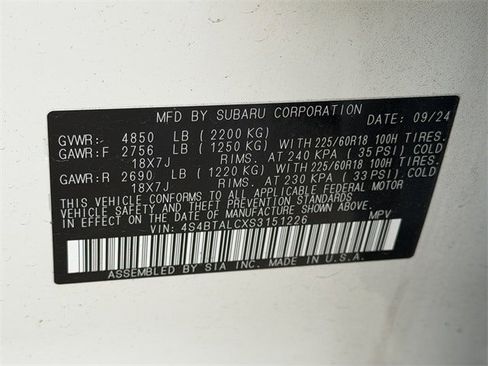 MFD BY SUBARU CORPORATION DATE: 09/24
GVWR: 4850 LB (2200 KG)
GAWR:F 2756 LB (1250 KG) WITH 225/60R18 100H TIRES.
18X7J RIMS. AT 240 KPA (35 PSI) COLD
GAWR:R 2690 LB (1220 KG) WITH 225/60R18 100H TIRES.
18X7J RIMS. AT 230 KPA (33 PSI) COLD
THIS VEHICLE CONFORMS TO ALL APPLICABLE FEDERAL MOTOR
VEHICLE SAFETY AND THEFT PREVENTION STANDARDS
IN EFFECT ON THE DATE OF MANUFACTURE SHOWN ABOVE.
VIN: 4S4BTALCXS3151226 MPV
ASSEMBLED BY SIA INC. MADE IN U.S.A.